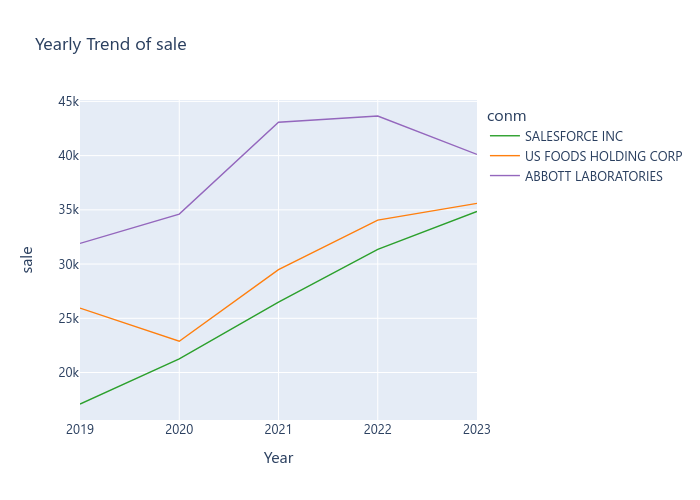 Yearly Trend of sale
45k
40k
35k
30k
25k
20k
sale
2019 2020 2021 2022 2023
Year
conm
SALESFORCE INC
US FOODS HOLDING CORP
ABBOTT LABORATORIES